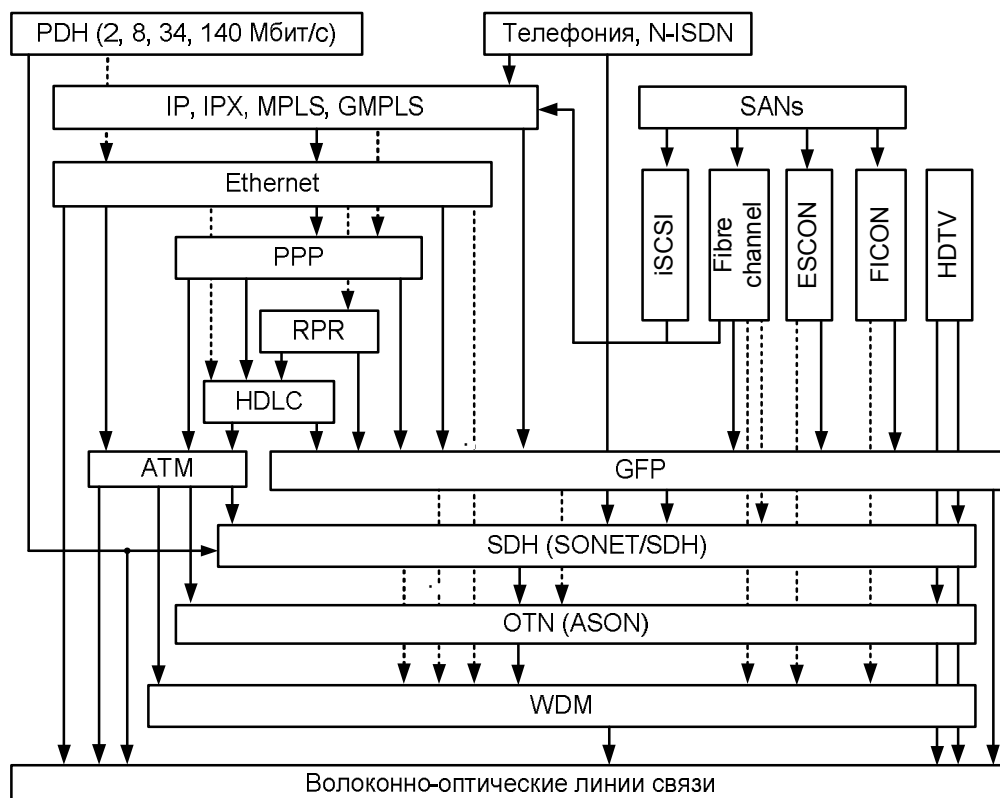 PDH (2, 8, 34, 140 Мбит/с)
Телефония, N-ISDN
IP, IPX, MPLS, GMPLS
SANs
Ethernet
iSCSI
Fibre
channel
ESCON
FICON
HDTV
PPP
RPR
HDLC
ATM
GFP
SDH (SONET/SDH)
OTN (ASON)
WDM
Волоконно-оптические линии связи